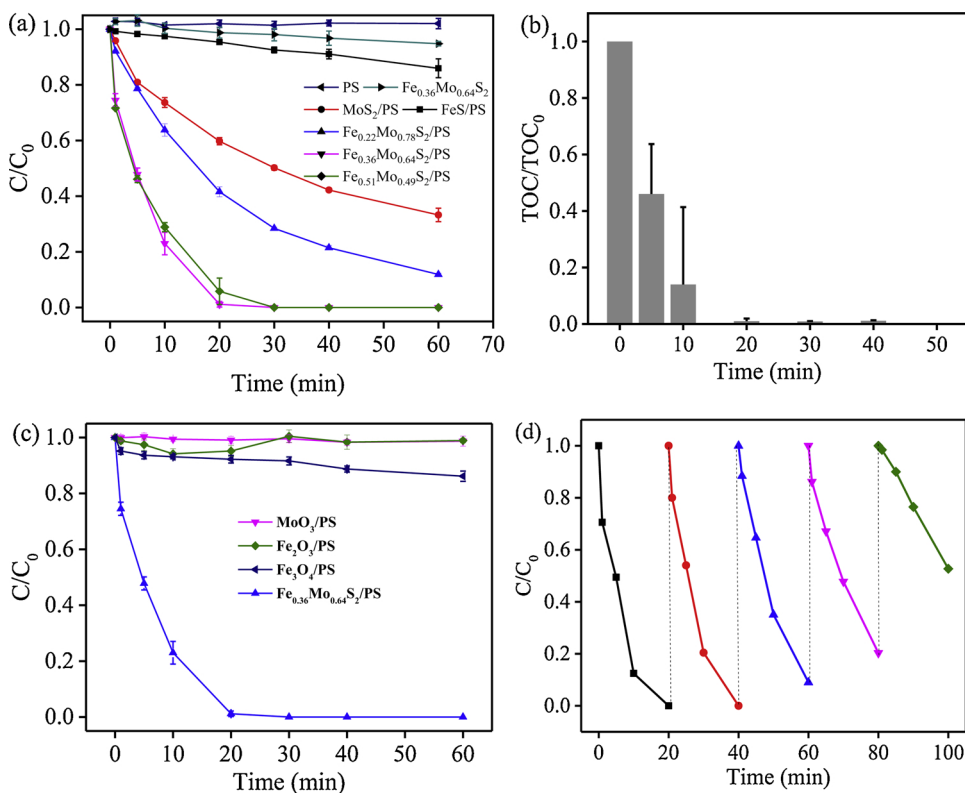 (a)
C/C0
1.0
0.8
0.6
0.4
0.2
0.0
PS Fe0.36Mo0.64S2
MoS2/PS FeS/PS
Fe0.22Mo0.78S2/PS
Fe0.36Mo0.64S2/PS
Fe0.51Mo0.49S2/PS
0 10 20 30 40 50 60 70
Time (min)
(b)
TOC/TOC0
1.0
0.8
0.6
0.4
0.2
0.0
0 10 20 30 40 50
Time (min)
(c)
C/C0
1.0
0.8
0.6
0.4
0.2
0.0
MoO3/PS
Fe2O3/PS
Fe3O4/PS
Fe0.36Mo0.64S2/PS
0 10 20 30 40 50 60
Time (min)
(d)
C/C0
1.0
0.8
0.6
0.4
0.2
0.0
0 20 40 60 80 100
Time (min)